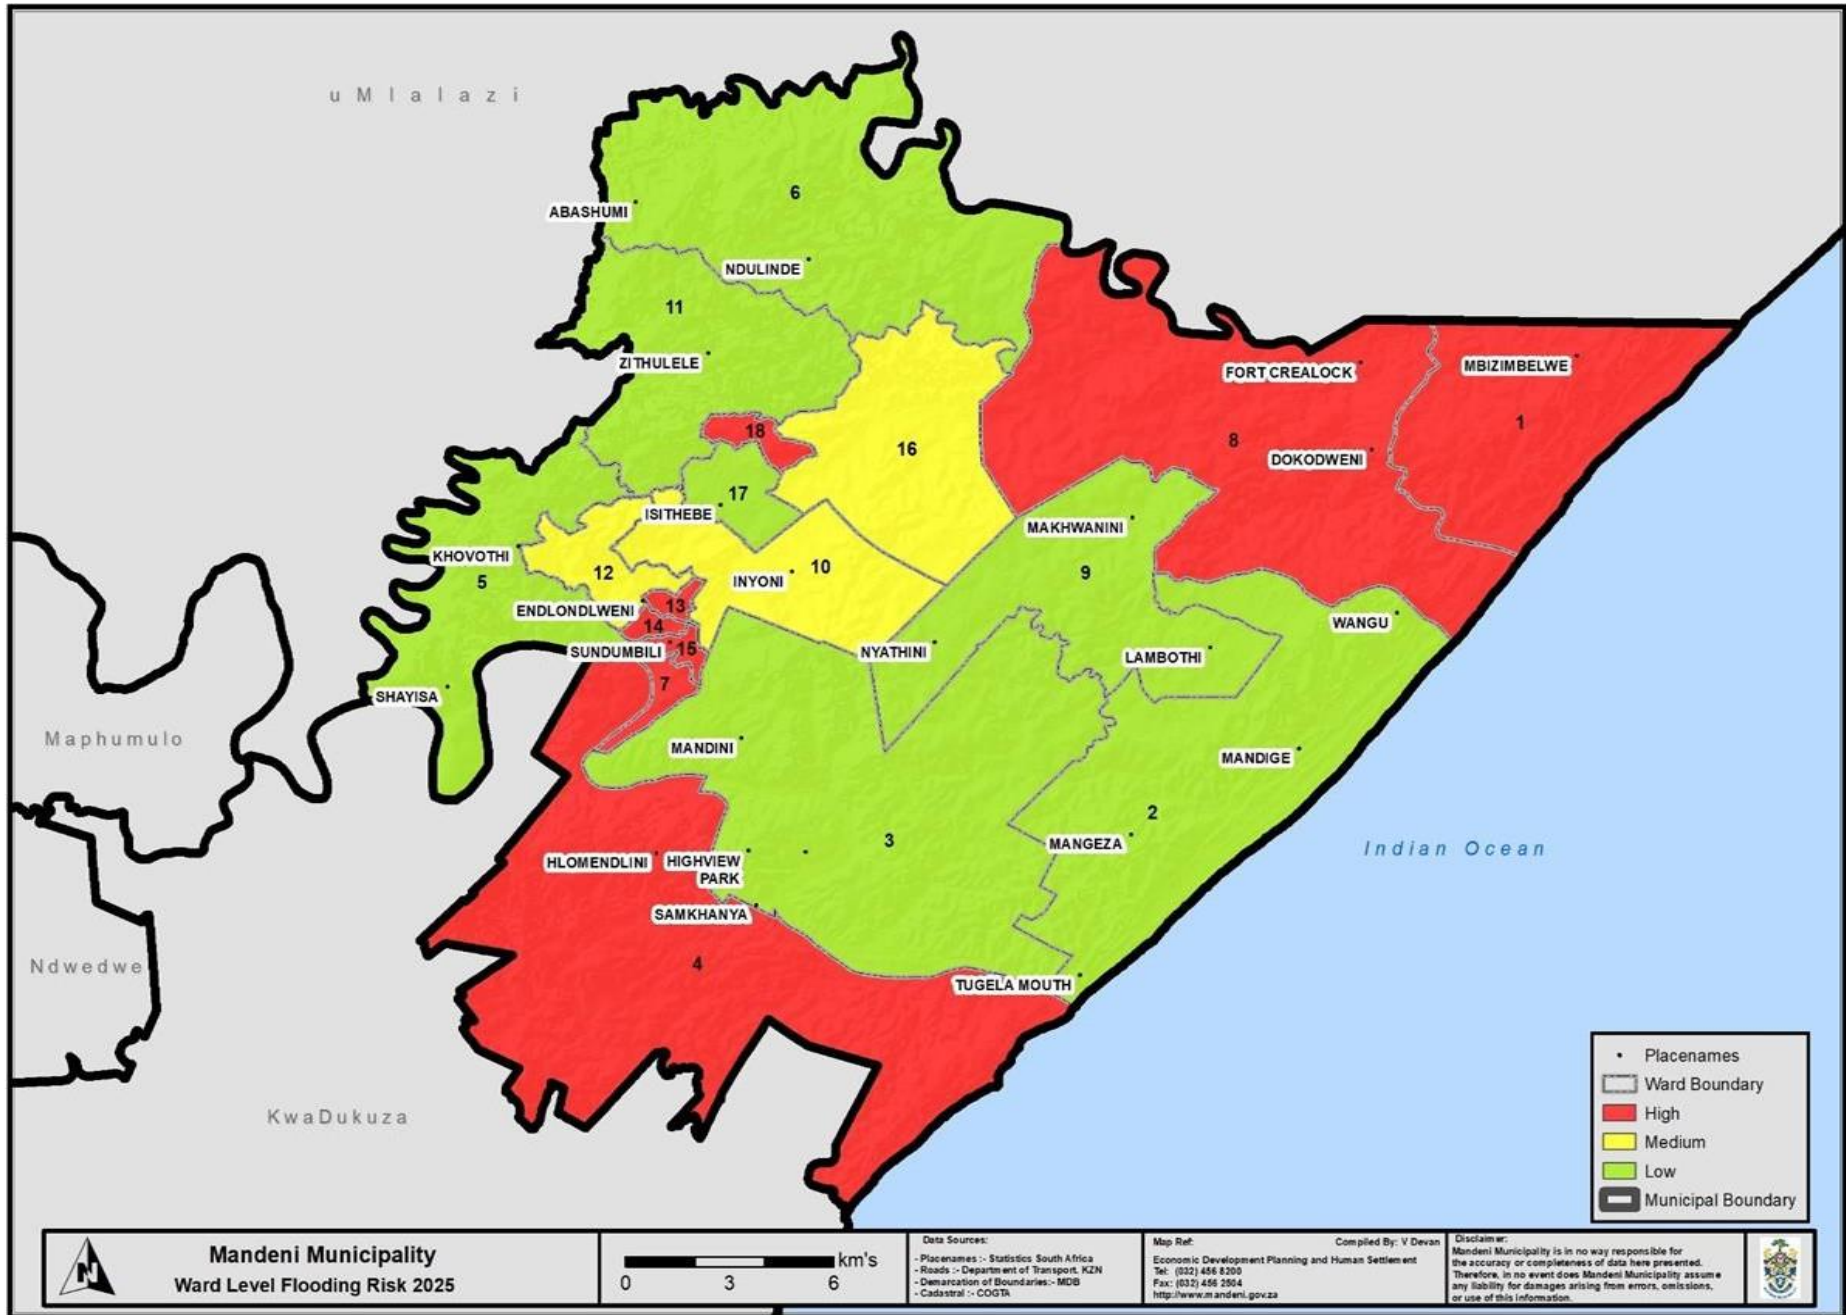 u M l a l a z i
6
ABASHUMI
NDULINDE
11
ZITHULELE
FORT CREALOCK
MBIZIMBELWE
18
16
8
1
DOKODWENI
17
ISITHEBE
MAKHWANINI
KHOVOTHI
5
12
INYONI
10
9
ENDLONDLWENI
13
14
WANGU
SUNDUMBILI
15
NYATHINI
LAMBOTHI
7
SHAYISA
Maphumulo
MANDINI
MANDIGE
2
3
MANGEZA
Indian Ocean
HLOMENDLINI
HIGHVIEW
PARK
SAMKHANYA
Ndwedwe
4
TUGELA MOUTH
KwaDukuza
Placenames
Ward Boundary
High
Medium
Low
Municipal Boundary
N
Mandeni Municipality
Ward Level Flooding Risk 2025
km's
0 3 6
Data Sources:
- Placenames :- Statistics South Africa
- Roads :- Department of Transport, KZN
- Demarcation of Boundaries:- MDB
- Cadastral :- COGTA
Map Ref: Compiled By: V Devan
Economic Development Planning and Human Settlement
Tel: (032) 456 8200
Fax: (032) 456 2504
http://www.mandeni.gov.za
Disclaimer:
Mandeni Municipality is in no way responsible for
the accuracy or completeness of data here presented.
Therefore, in no event does Mandeni Municipality assume
any liability for damages arising from errors, omissions,
or use of this information.